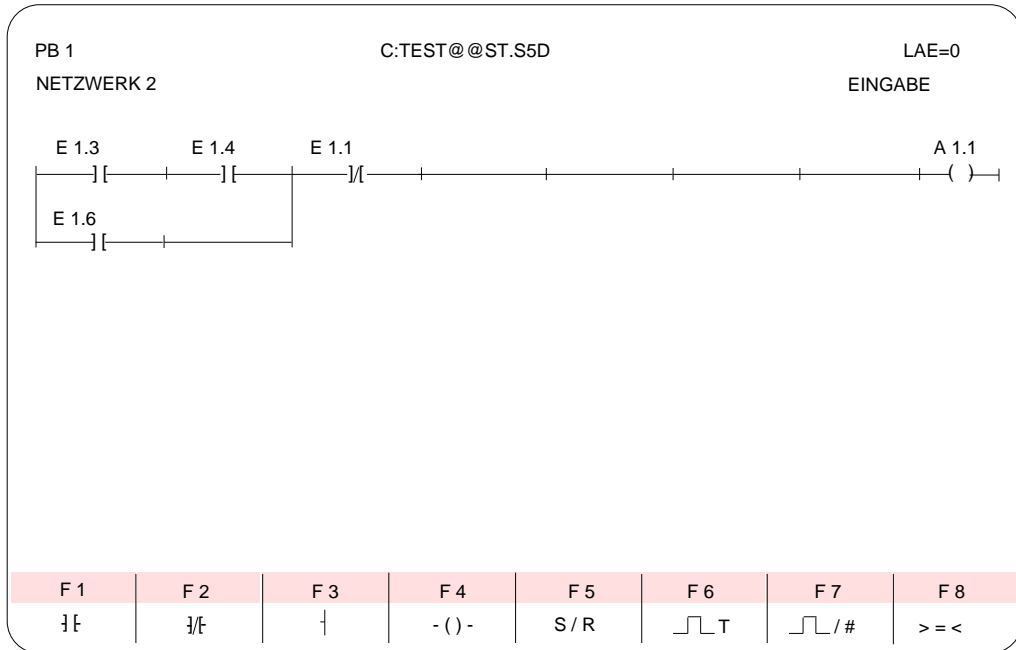 PB 1 C:TEST@@ST.S5D LAE=0
NETZWERK 2 EINGABE
E 1.3 E 1.4 E 1.1 A 1.1
] [ ] [ ]/[ ( )
E 1.6
] [
F 1 F 2 F 3 F 4 F 5 F 6 F 7 F 8
] [ ]/[ - ( ) - S / R T / # > = <